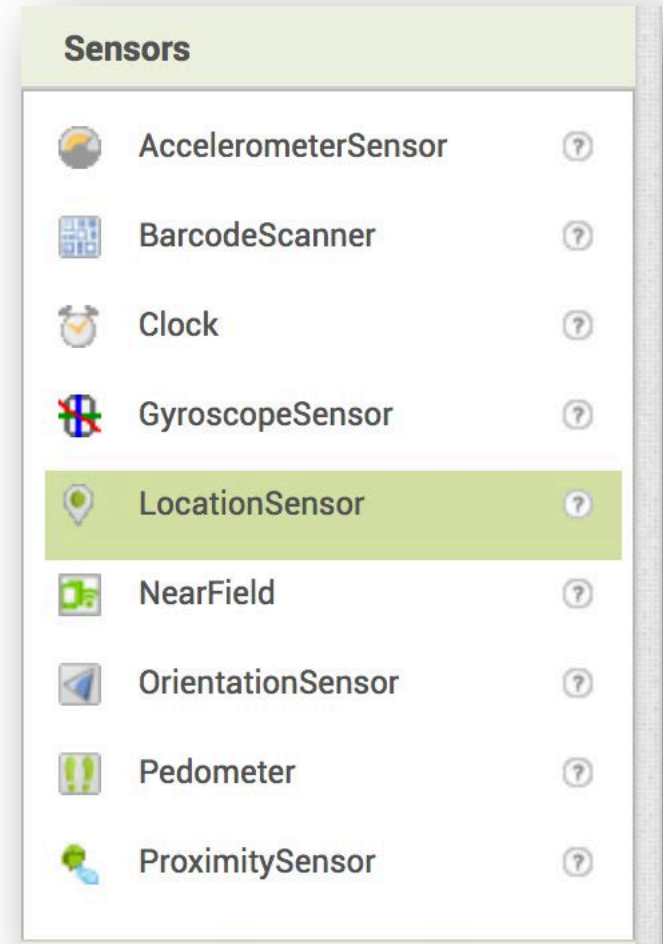 Sensors
AccelerometerSensor ?
BarcodeScanner ?
Clock ?
GyroscopeSensor ?
LocationSensor ?
NearField ?
OrientationSensor ?
Pedometer ?
ProximitySensor ?